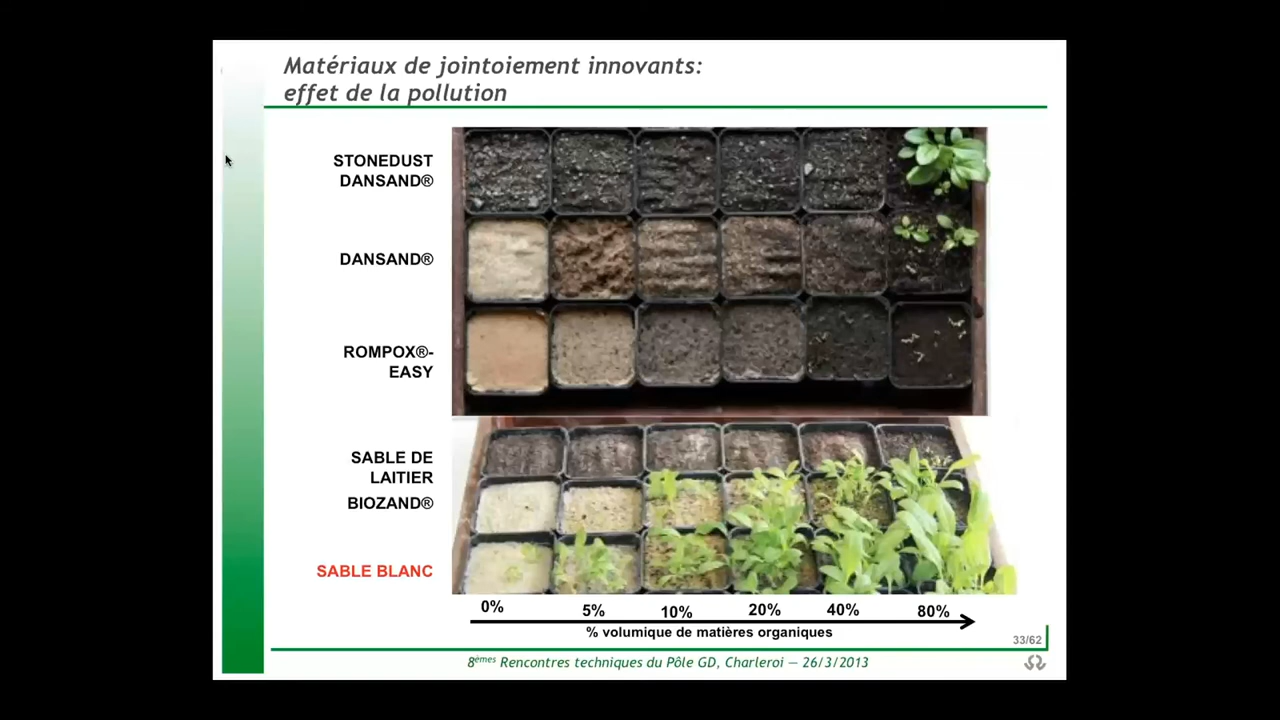 Matériaux de jointoiement innovants:
effet de la pollution
STONEDUST
DANSAND®
DANSAND®
ROMPOX®-
EASY
SABLE DE
LAITIER
BIOZAND®
SABLE BLANC
0% 5% 10% 20% 40% 80%
% volumique de matières organiques
33/62
8èmes Rencontres techniques du Pôle GD, Charleroi — 26/3/2013